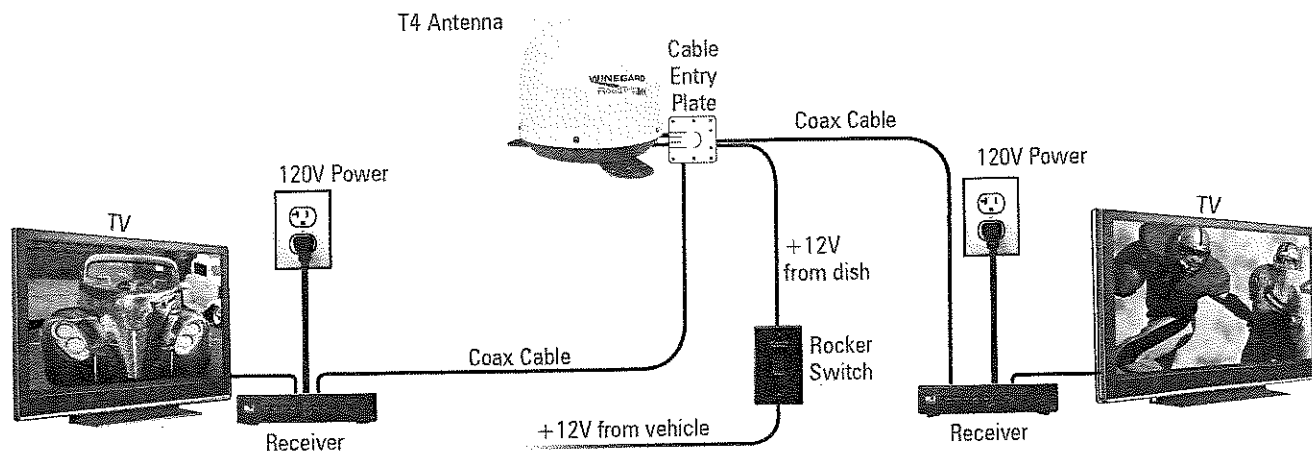 T4 Antenna
WINEGARD
Cable
Entry
Plate
Coax Cable
120V Power
120V Power
TV
TV
+12V
from dish
Coax Cable
Rocker
Switch
+12V from vehicle
Receiver
Receiver